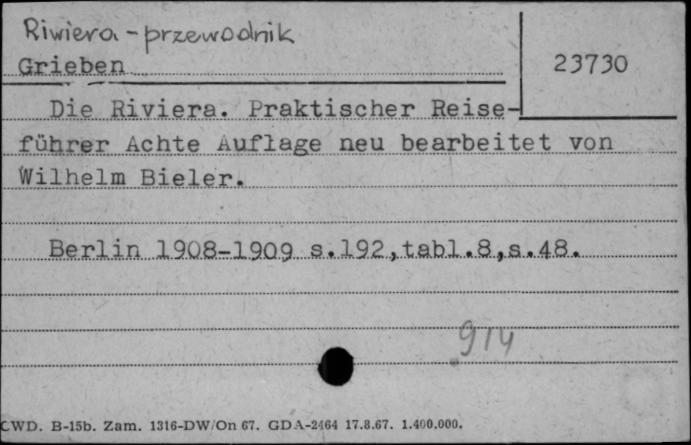 Riwiera - przewodnik
Grieben
23730
Die Riviera. Praktischer Reise-
führer Achte Auflage neu bearbeitet von
Wilhelm Bieler.
Berlin 1908-1909 s.192,tabl.8,s.48.
914
CWD. B-15b. Zam. 1316-DW/On 67. GDA-2464 17.8.67. 1.400.000.